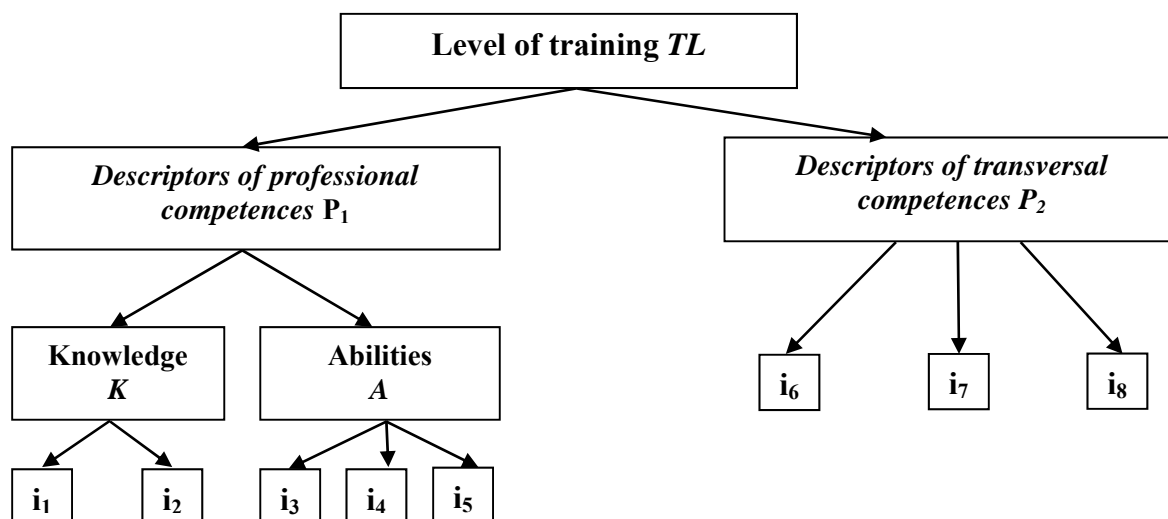 Level of training TL
Descriptors of professional
competences P₁
Descriptors of transversal
competences P₂
Knowledge
K
Abilities
A
i₆
i₇
i₈
i₁
i₂
i₃
i₄
i₅